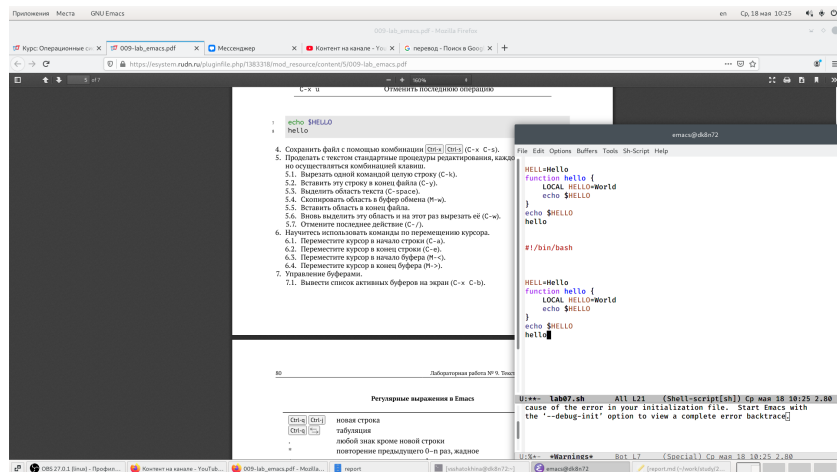 Приложения Места GNU Emacs
en Ср, 18 мая 10:25
009-lab_emacs.pdf - Mozilla Firefox
Курс: Операционные си
009-lab_emacs.pdf
Мессенджер
Контент на канале - You
перевод - Поиск в Goog
https://esystem.rudn.ru/pluginfile.php/1383318/mod_resource/content/5/009-lab_emacs.pdf
5 of 7
160%
C-x u Отменить последнюю операцию
7 echo $HELLO
8 hello
4. Сохранить файл с помощью комбинации Ctrl-x Ctrl-s (C-x C-s).
5. Проделать с текстом стандартные процедуры редактирования, каждо
но осуществляться комбинацией клавиш.
5.1. Вырезать одной командой целую строку (C-k).
5.2. Вставить эту строку в конец файла (C-y).
5.3. Выделить область текста (C-space).
5.4. Скопировать область в буфер обмена (M-w).
5.5. Вставить область в конец файла.
5.6. Вновь выделить эту область и на этот раз вырезать её (C-w).
5.7. Отмените последнее действие (C-/).
6. Научитесь использовать команды по перемещению курсора.
6.1. Переместите курсор в начало строки (C-a).
6.2. Переместите курсор в конец строки (C-e).
6.3. Переместите курсор в начало буфера (M-<).
6.4. Переместите курсор в конец буфера (M->).
7. Управление буферами.
7.1. Вывести список активных буферов на экран (C-x C-b).
80 Лабораторная работа № 9. Текс
Регулярные выражения в Emacs
Ctrl-q Ctrl-j новая строка
Ctrl-q табуляция
. любой знак кроме новой строки
* повторение предыдущего 0-n раз, жадное
emacs@dk8n72
File Edit Options Buffers Tools Sh-Script Help
HELL=Hello
function hello {
LOCAL HELLO=World
echo $HELLO
}
echo $HELLO
hello
#!/bin/bash
HELL=Hello
function hello {
LOCAL HELLO=World
echo $HELLO
}
echo $HELLO
hello
U:**- lab07.sh All L21 (Shell-script[sh]) Ср мая 18 10:25 2.80
cause of the error in your initialization file. Start Emacs with
the '--debug-init' option to view a complete error backtrace.
U:%*- *Warnings* Bot L7 (Special) Ср мая 18 10:25 2.80
OBS 27.0.1 (linux) - Профил...
Контент на канале - YouTub...
009-lab_emacs.pdf - Mozilla...
report
emacs@dk8n72